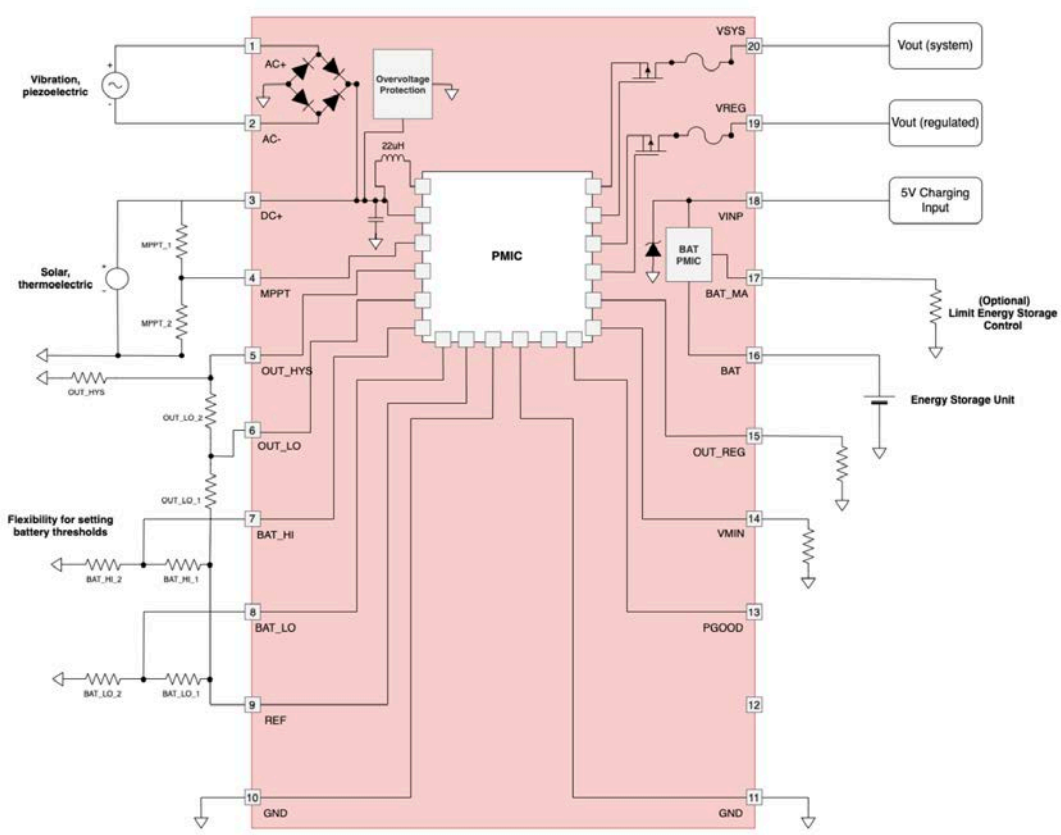 VSYS
1
20
Vout (system)
AC+
Vibration,
piezoelectric
+
-
Overvoltage
Protection
2
AC-
VREG
19
Vout (regulated)
22uH
3
DC+
18
VINP
5V Charging
Input
MPPT_1
PMIC
BAT
PMIC
Solar,
thermoelectric
+
-
4
MPPT
17
BAT_MA
(Optional)
Limit Energy Storage
Control
MPPT_2
5
OUT_HYS
16
BAT
OUT_HYS
Energy Storage Unit
OUT_LO_2
6
OUT_LO
15
OUT_REG
OUT_LO_1
Flexibility for setting
battery thresholds
7
BAT_HI
14
VMIN
BAT_HI_2
BAT_HI_1
8
BAT_LO
13
PGOOD
BAT_LO_2
BAT_LO_1
9
REF
12
10
GND
11
GND